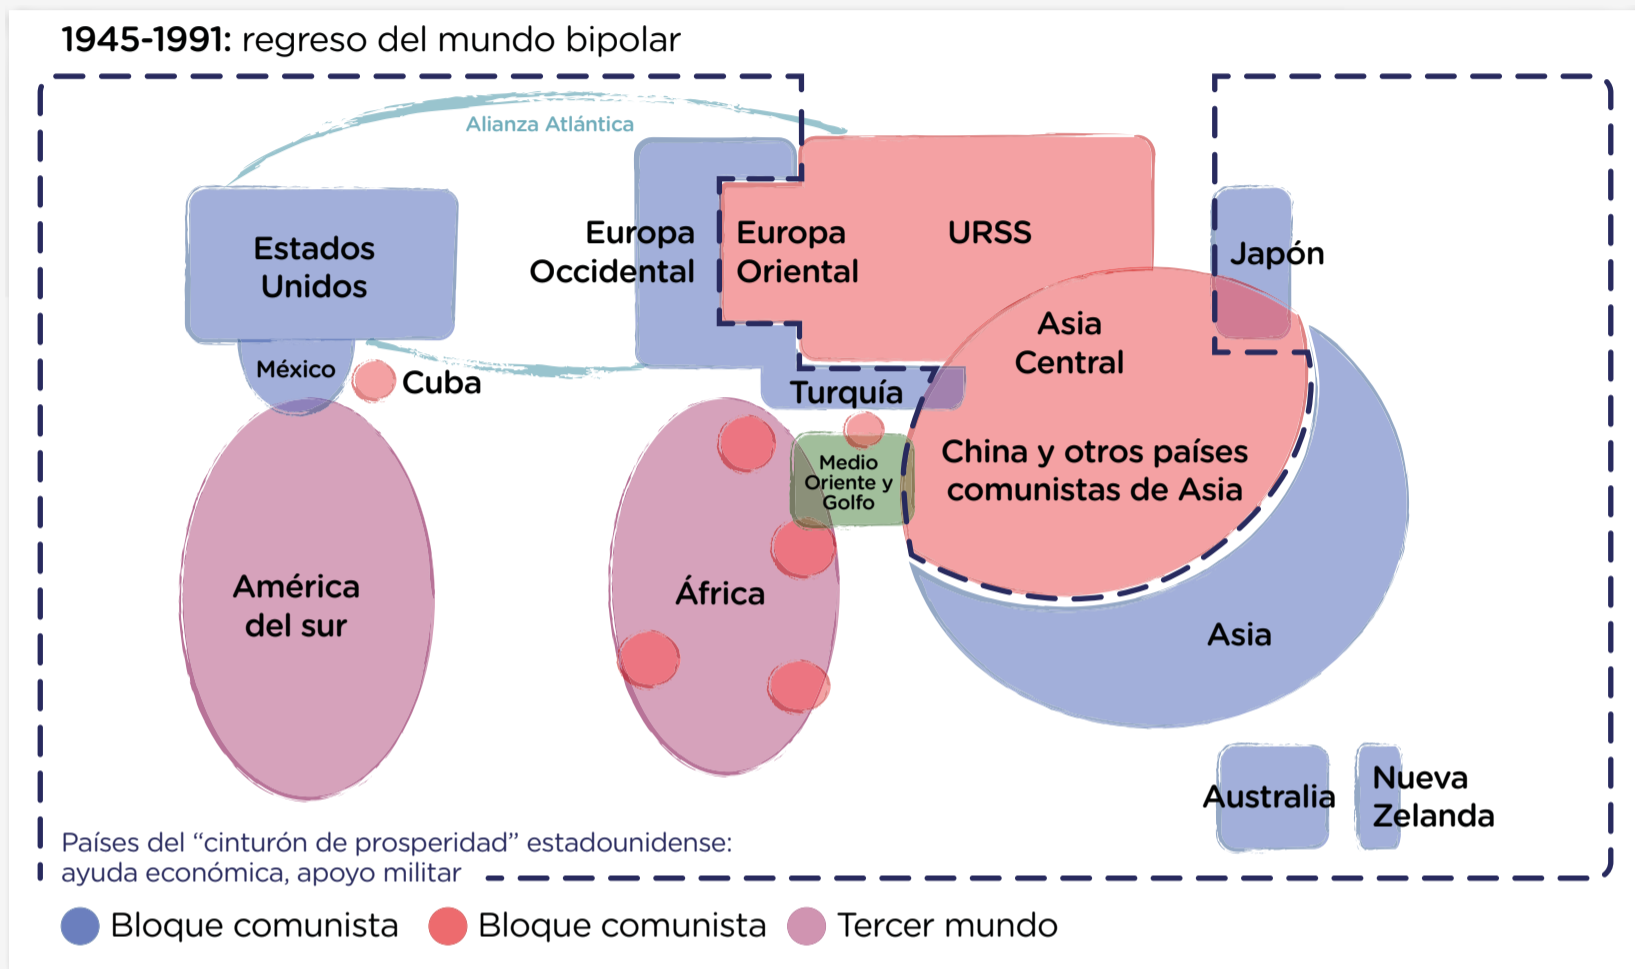 1945-1991: regreso del mundo bipolar
Alianza Atlántica
Estados
Unidos
Europa
Occidental
Europa
Oriental
URSS
Japón
México
Cuba
Turquía
Asia
Central
Medio
Oriente y
Golfo
China y otros países
comunistas de Asia
América
del sur
África
Asia
Australia
Nueva
Zelanda
Países del “cinturón de prosperidad” estadounidense:
ayuda económica, apoyo militar
Bloque comunista
Bloque comunista
Tercer mundo